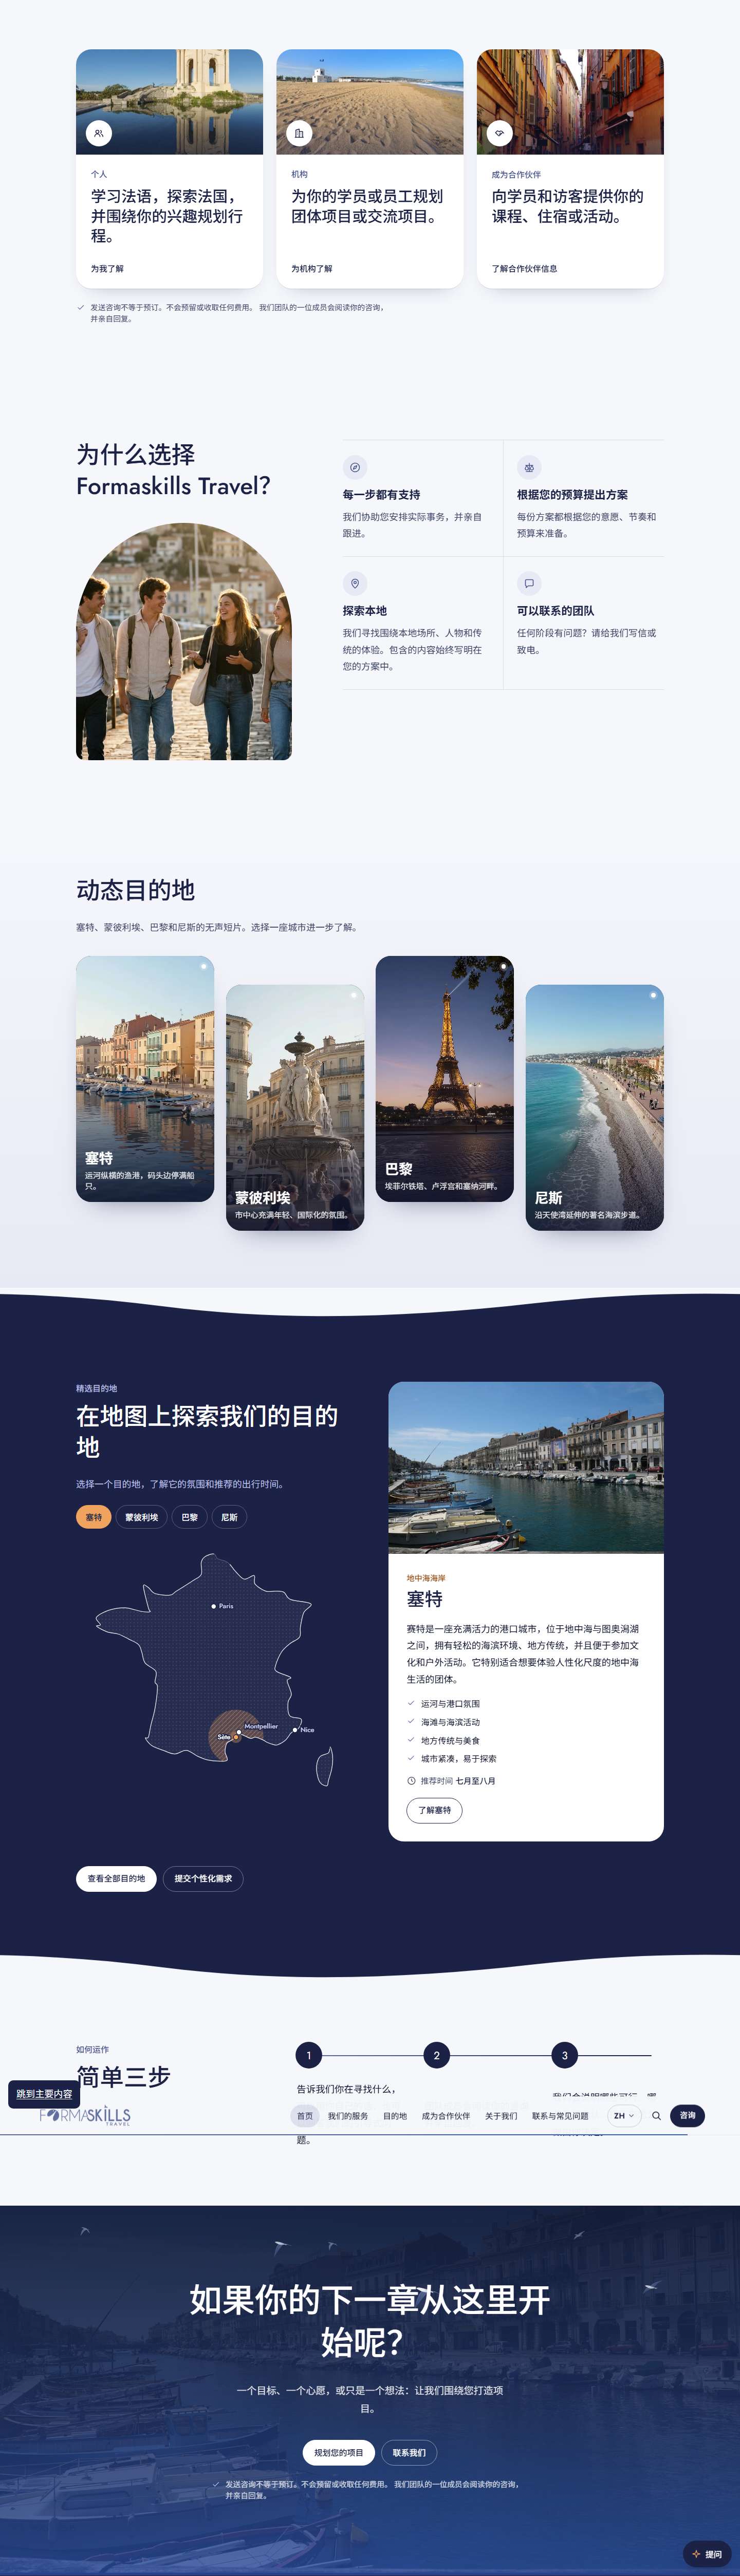 个人
学习法语，探索法国，
并围绕你的兴趣规划行
程。
为我了解
机构
为你的学员或员工规划
团体项目或交流项目。
为机构了解
成为合作伙伴
向学员和访客提供你的
课程、住宿或活动。
了解合作伙伴信息
发送咨询不等于预订。不会预留或收取任何费用。 我们团队的一位成员会阅读你的咨询，
并亲自回复。
为什么选择
Formaskills Travel？
每一步都有支持
我们协助您安排实际事务，并亲自
跟进。
根据您的预算提出方案
每份方案都根据您的意愿、节奏和
预算来准备。
探索本地
我们寻找围绕本地场所、人物和传
统的体验。包含的内容始终写明在
您的方案中。
可以联系的团队
任何阶段有问题？请给我们写信或
致电。
动态目的地
塞特、蒙彼利埃、巴黎和尼斯的无声短片。选择一座城市进一步了解。
塞特
运河纵横的渔港，码头边停满船
只。
蒙彼利埃
市中心充满年轻、国际化的氛围。
巴黎
埃菲尔铁塔、卢浮宫和塞纳河畔。
尼斯
沿天使湾延伸的著名海滨步道。
精选目的地
在地图上探索我们的目的
地
选择一个目的地，了解它的氛围和推荐的出行时间。
塞特
蒙彼利埃
巴黎
尼斯
Paris
Montpellier
Sète
Nice
地中海海岸
塞特
赛特是一座充满活力的港口城市，位于地中海与图奥潟湖
之间，拥有轻松的海滨环境、地方传统，并且便于参加文
化和户外活动。它特别适合想要体验人性化尺度的地中海
生活的团体。
运河与港口氛围
海滩与海滨活动
地方传统与美食
城市紧凑，易于探索
推荐时间 七月至八月
了解塞特
查看全部目的地
提交个性化需求
如何运作
简单三步
1
2
3
告诉我们你在寻找什么，
题。
跳到主要内容
FORMASKILLS
TRAVEL
首页
我们的服务
目的地
成为合作伙伴
关于我们
联系与常见问题
ZH
咨询
如果你的下一章从这里开
始呢？
一个目标、一个心愿，或只是一个想法：让我们围绕您打造项
目。
规划您的项目
联系我们
发送咨询不等于预订。不会预留或收取任何费用。 我们团队的一位成员会阅读你的咨询，
并亲自回复。
提问